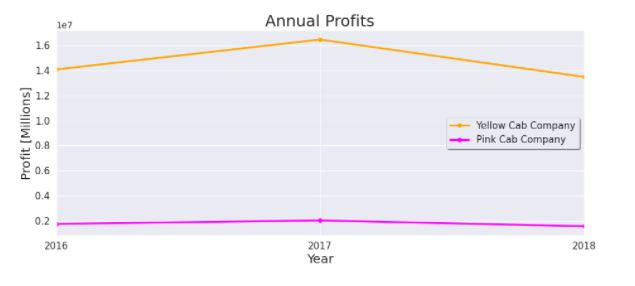 Annual Profits
1e7
1.6
1.4
1.2
1.0
0.8
0.6
0.4
0.2
Profit [Millions]
Yellow Cab Company
Pink Cab Company
2016 2017 2018
Year